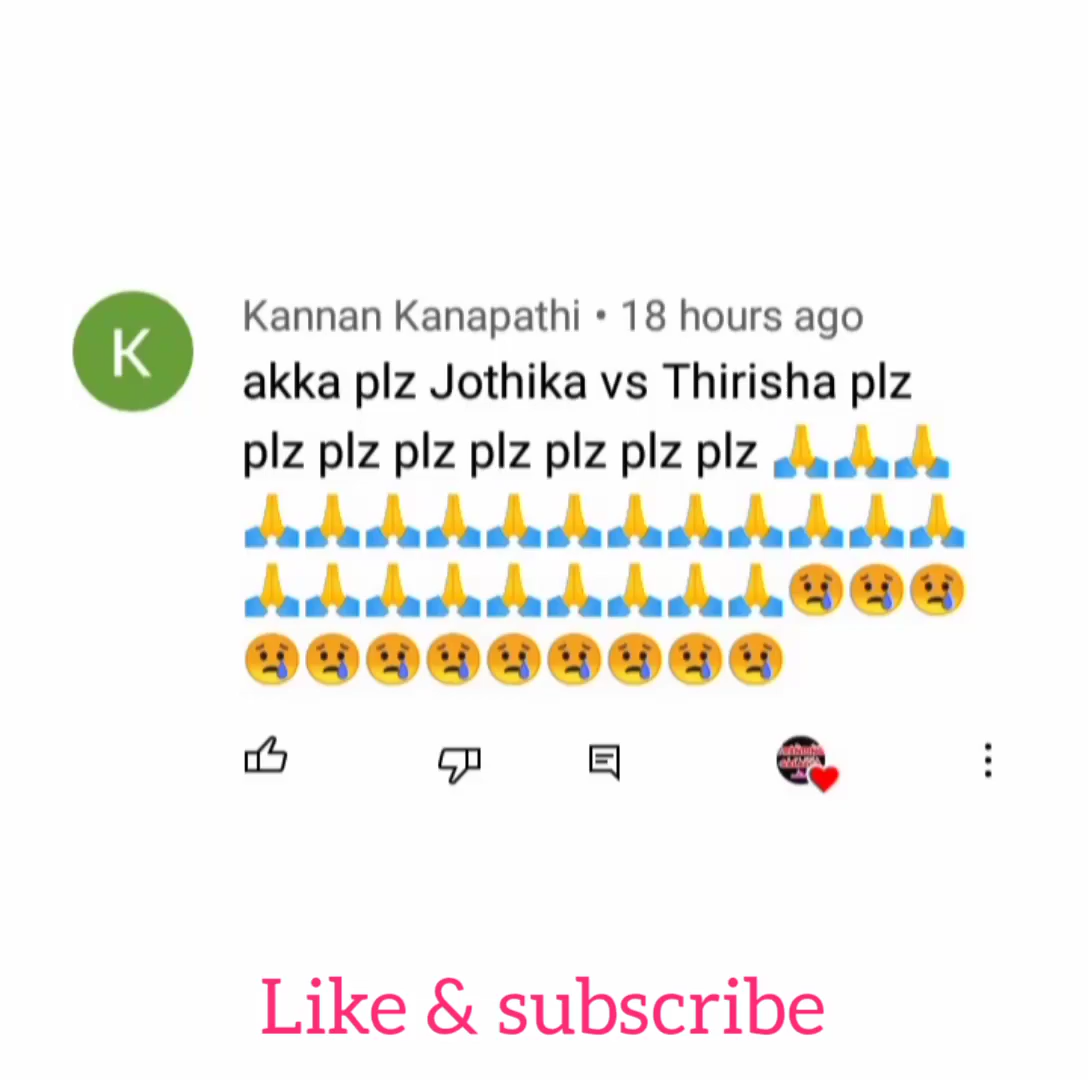 K
Kannan Kanapathi • 18 hours ago
akka plz Jothika vs Thirisha plz
plz plz plz plz plz plz plz 🙏🙏🙏
🙏🙏🙏🙏🙏🙏🙏🙏🙏🙏🙏🙏
🙏🙏🙏🙏🙏🙏🙏🙏🙏😢😢😢
😢😢😢😢😢😢😢😢😢
Like & subscribe